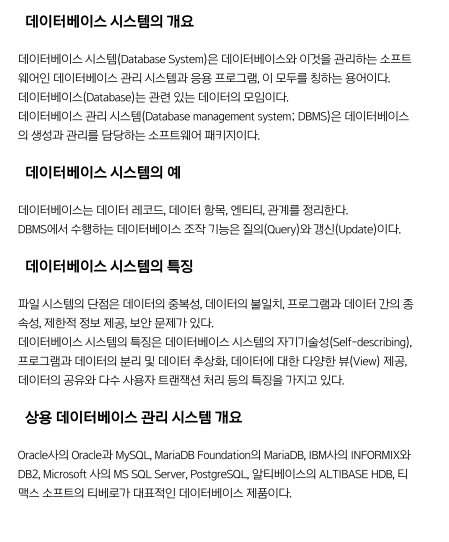 데이터베이스 시스템의 개요
데이터베이스 시스템(Database System)은 데이터베이스와 이것을 관리하는 소프트
웨어인 데이터베이스 관리 시스템과 응용 프로그램, 이 모두를 칭하는 용어이다.
데이터베이스(Database)는 관련 있는 데이터의 모임이다.
데이터베이스 관리 시스템(Database management system; DBMS)은 데이터베이스
의 생성과 관리를 담당하는 소프트웨어 패키지이다.
데이터베이스 시스템의 예
데이터베이스는 데이터 레코드, 데이터 항목, 엔티티, 관계를 정리한다.
DBMS에서 수행하는 데이터베이스 조작 기능은 질의(Query)와 갱신(Update)이다.
데이터베이스 시스템의 특징
파일 시스템의 단점은 데이터의 중복성, 데이터의 불일치, 프로그램과 데이터 간의 종
속성, 제한적 정보 제공, 보안 문제가 있다.
데이터베이스 시스템의 특징은 데이터베이스 시스템의 자기기술성(Self-describing),
프로그램과 데이터의 분리 및 데이터 추상화, 데이터에 대한 다양한 뷰(View) 제공,
데이터의 공유와 다수 사용자 트랜잭션 처리 등의 특징을 가지고 있다.
상용 데이터베이스 관리 시스템 개요
Oracle사의 Oracle과 MySQL, MariaDB Foundation의 MariaDB, IBM사의 INFORMIX와
DB2, Microsoft 사의 MS SQL Server, PostgreSQL, 알티베이스의 ALTIBASE HDB, 티
맥스 소프트의 티베로가 대표적인 데이터베이스 제품이다.